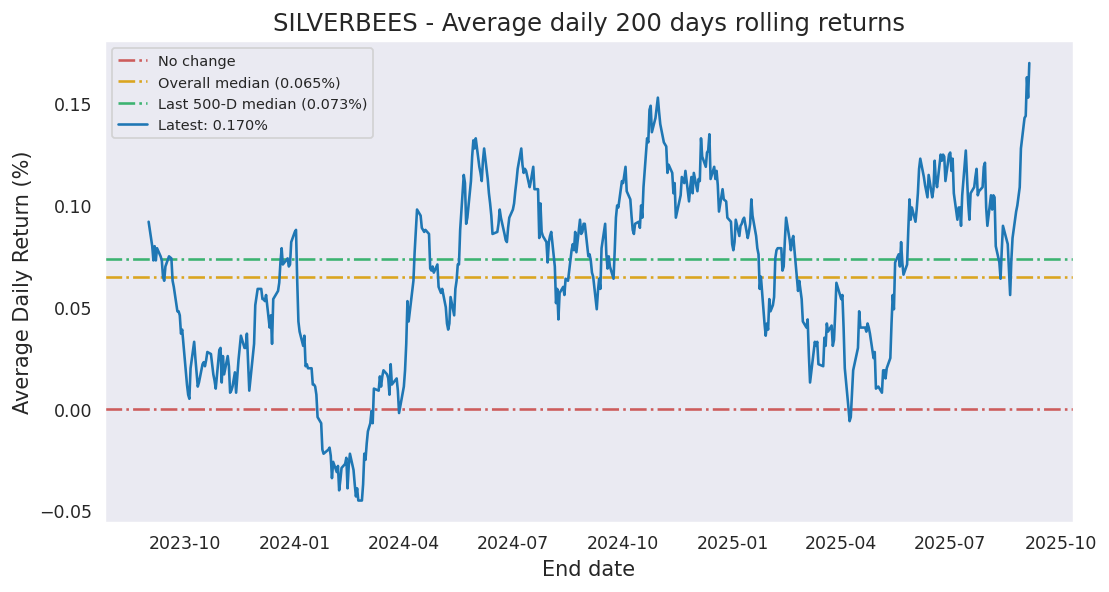 SILVERBEES - Average daily 200 days rolling returns
No change
Overall median (0.065%)
Last 500-D median (0.073%)
Latest: 0.170%
Average Daily Return (%)
0.15
0.10
0.05
0.00
−0.05
2023-10 2024-01 2024-04 2024-07 2024-10 2025-01 2025-04 2025-07 2025-10
End date